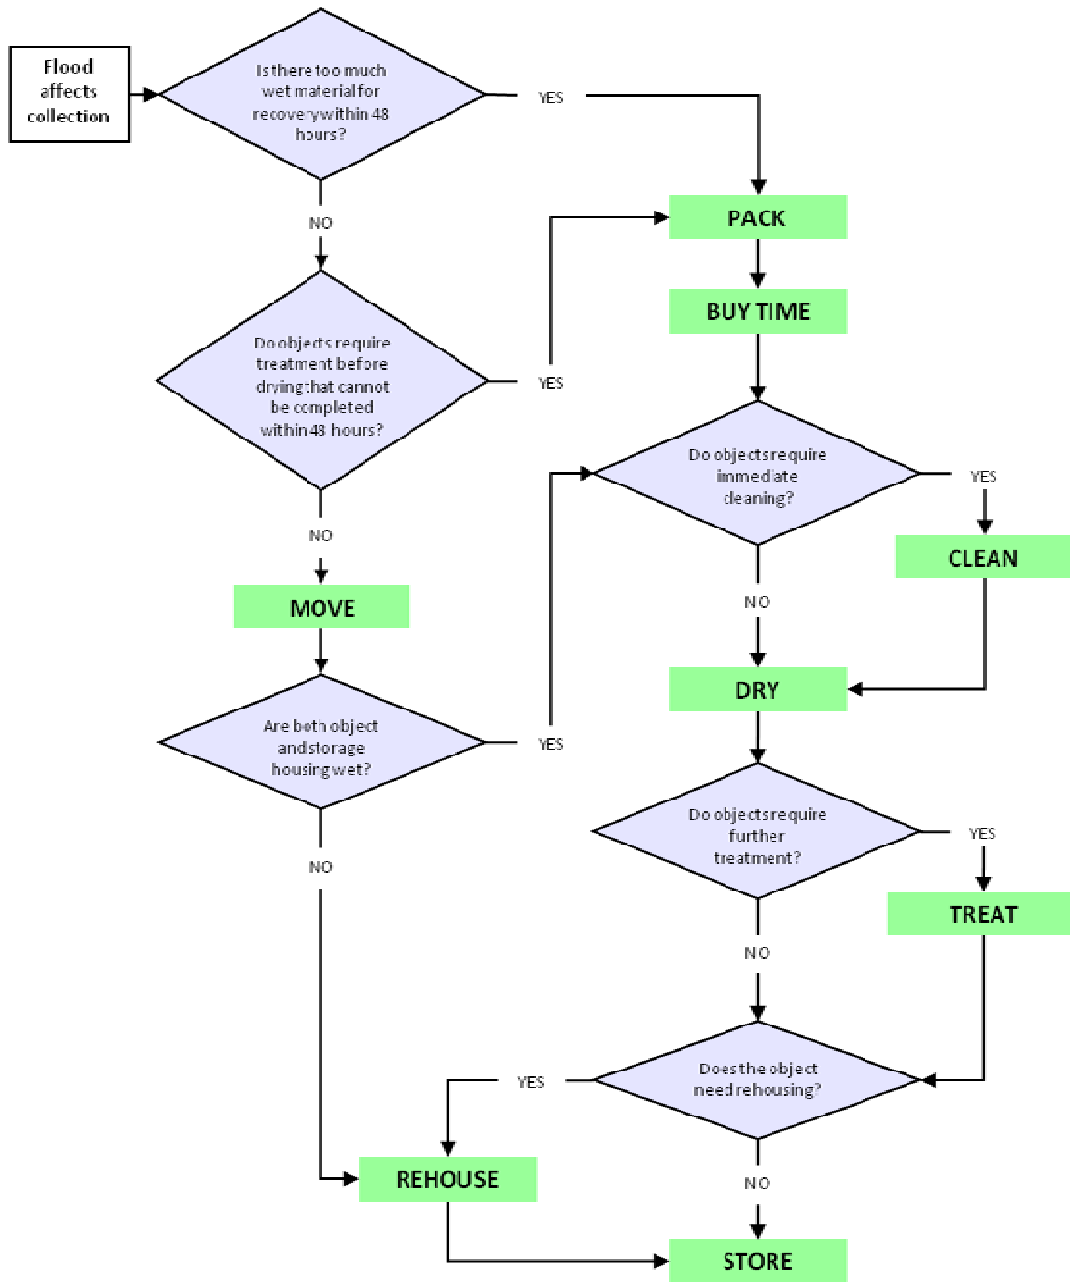 Flood
affects
collection
Is there too much
wet material for
recovery within 48
hours?
YES
NO
PACK
BUY TIME
Do objects require
treatment before
drying that cannot
be completed
within 48 hours?
YES
NO
Do objects require
immediate
cleaning?
YES
CLEAN
NO
MOVE
DRY
Are both object
and storage
housing wet?
YES
NO
Do objects require
further
treatment?
YES
TREAT
NO
Does the object
need rehousing?
YES
REHOUSE
NO
STORE